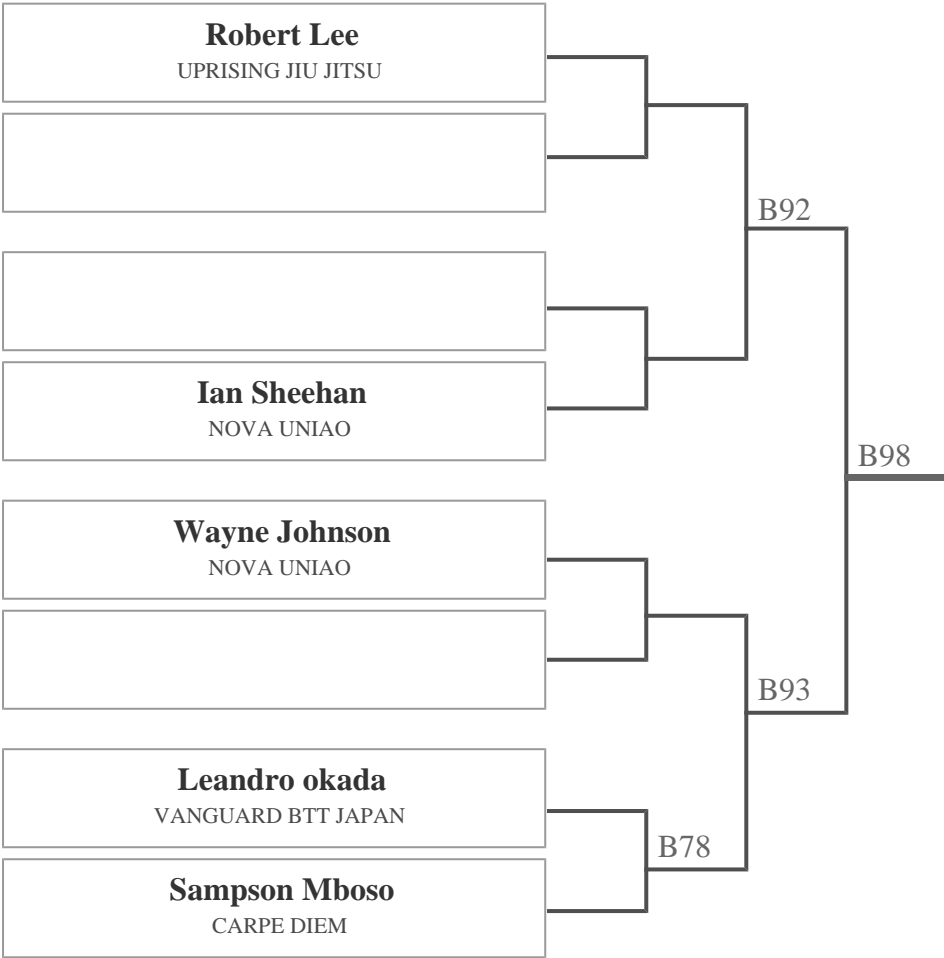 Robert Lee
UPRISING JIU JITSU
B92
Ian Sheehan
NOVA UNIAO
B98
Wayne Johnson
NOVA UNIAO
B93
Leandro okada
VANGUARD BTT JAPAN
B78
Sampson Mboso
CARPE DIEM